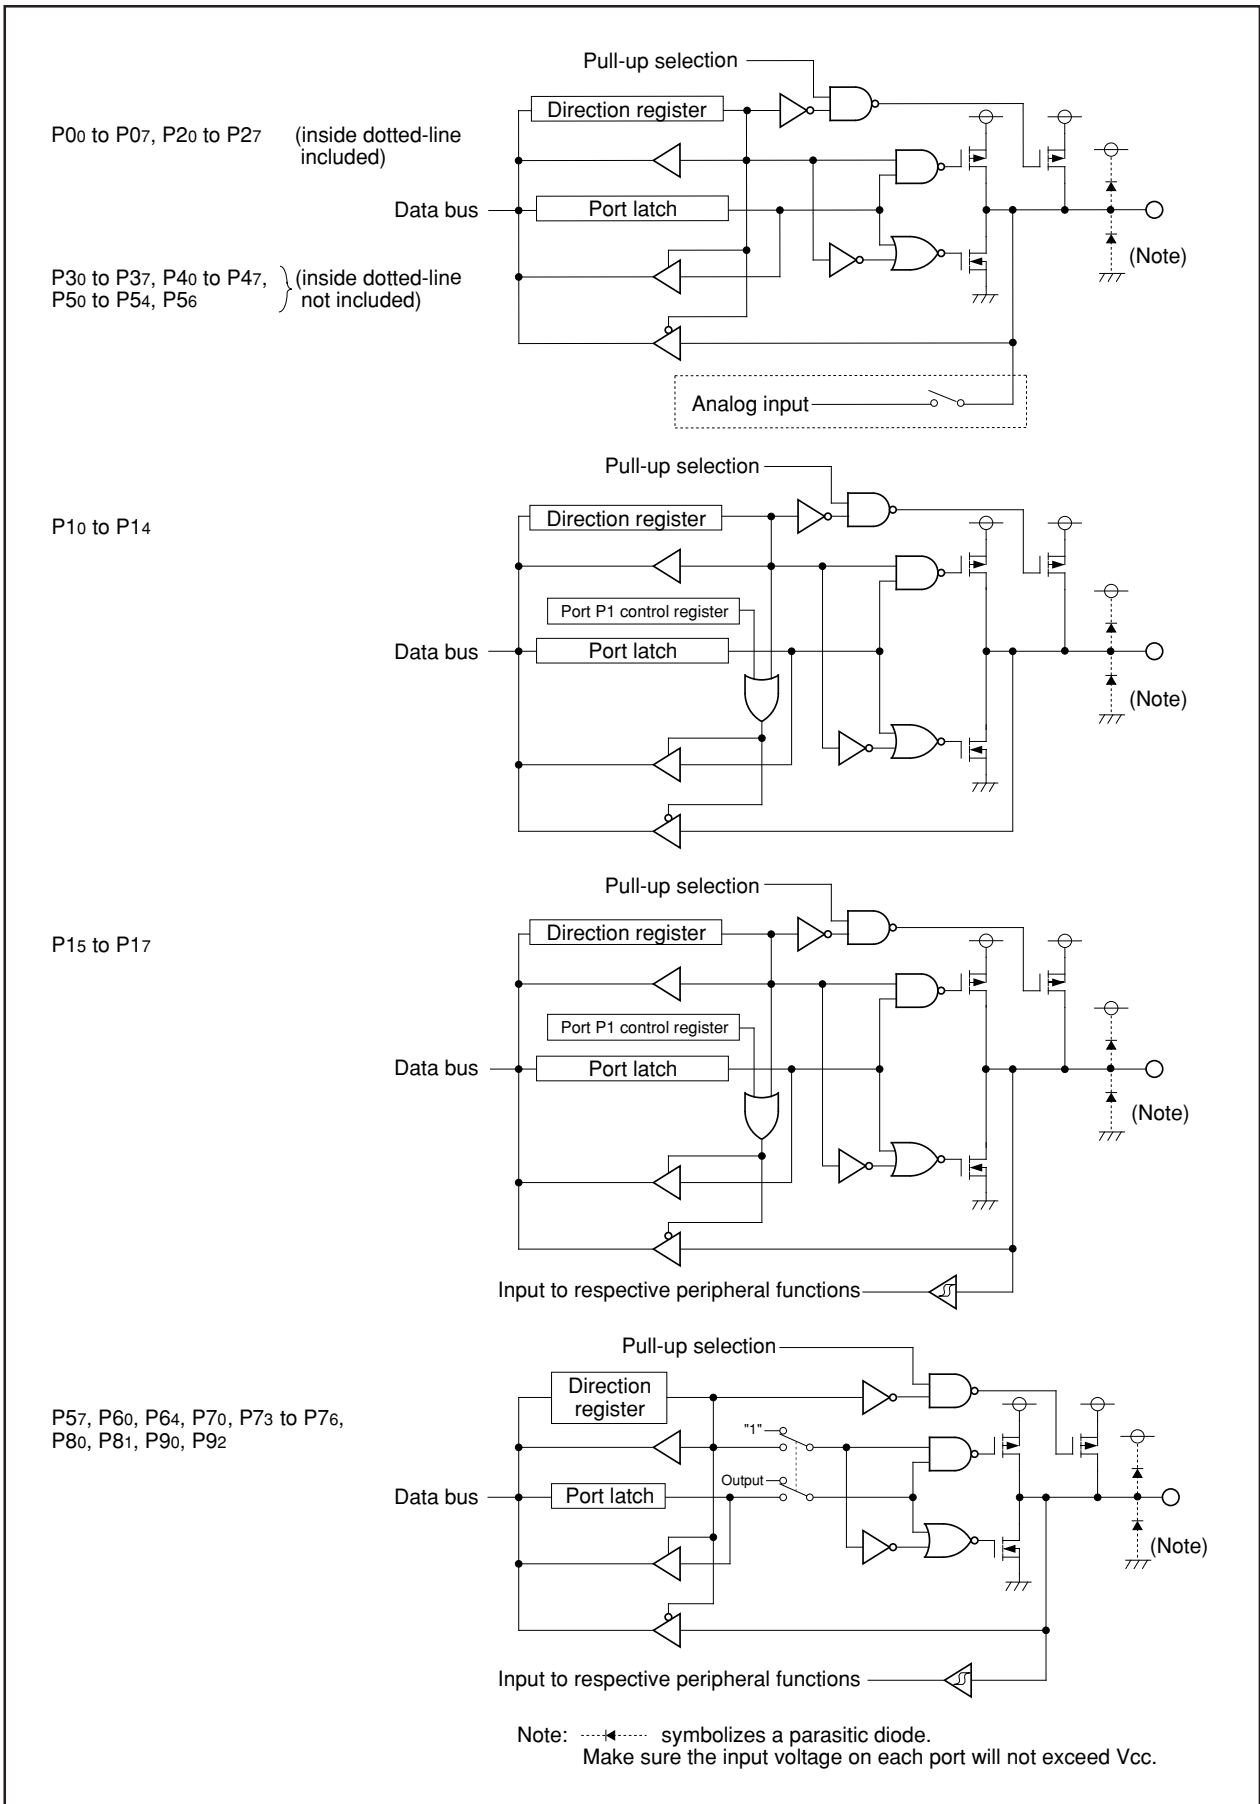 Pull-up selection
Direction register
P00 to P07, P20 to P27 (inside dotted-line
included)
Data bus
Port latch
(Note)
P30 to P37, P40 to P47,
P50 to P54, P56
(inside dotted-line
not included)
Analog input
Pull-up selection
Direction register
P10 to P14
Port P1 control register
Data bus
Port latch
(Note)
Pull-up selection
Direction register
P15 to P17
Port P1 control register
Data bus
Port latch
(Note)
Input to respective peripheral functions
Pull-up selection
Direction
register
P57, P60, P64, P70, P73 to P76,
P80, P81, P90, P92
"1"
Output
Data bus
Port latch
(Note)
Input to respective peripheral functions
Note: symbolizes a parasitic diode.
Make sure the input voltage on each port will not exceed Vcc.